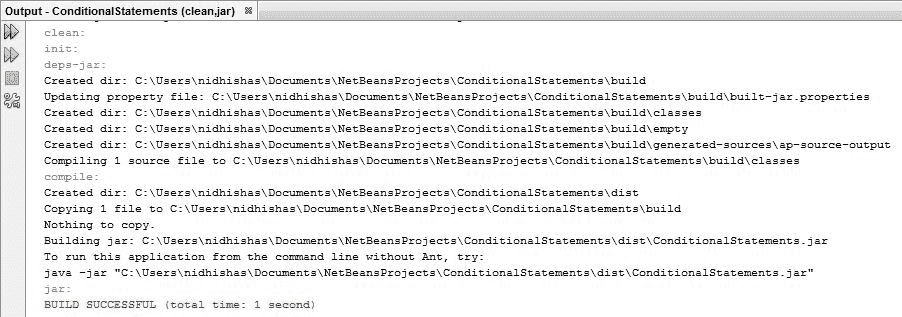 Output - ConditionalStatements (clean,jar)
clean:
init:
deps-jar:
Created dir: C:\Users\nidhishas\Documents\NetBeansProjects\ConditionalStatements\build
Updating property file: C:\Users\nidhishas\Documents\NetBeansProjects\ConditionalStatements\build\built-jar.properties
Created dir: C:\Users\nidhishas\Documents\NetBeansProjects\ConditionalStatements\build\classes
Created dir: C:\Users\nidhishas\Documents\NetBeansProjects\ConditionalStatements\build\empty
Created dir: C:\Users\nidhishas\Documents\NetBeansProjects\ConditionalStatements\build\generated-sources\ap-source-output
Compiling 1 source file to C:\Users\nidhishas\Documents\NetBeansProjects\ConditionalStatements\build\classes
compile:
Created dir: C:\Users\nidhishas\Documents\NetBeansProjects\ConditionalStatements\dist
Copying 1 file to C:\Users\nidhishas\Documents\NetBeansProjects\ConditionalStatements\build
Nothing to copy.
Building jar: C:\Users\nidhishas\Documents\NetBeansProjects\ConditionalStatements\dist\ConditionalStatements.jar
To run this application from the command line without Ant, try:
java -jar "C:\Users\nidhishas\Documents\NetBeansProjects\ConditionalStatements\dist\ConditionalStatements.jar"
jar:
BUILD SUCCESSFUL (total time: 1 second)